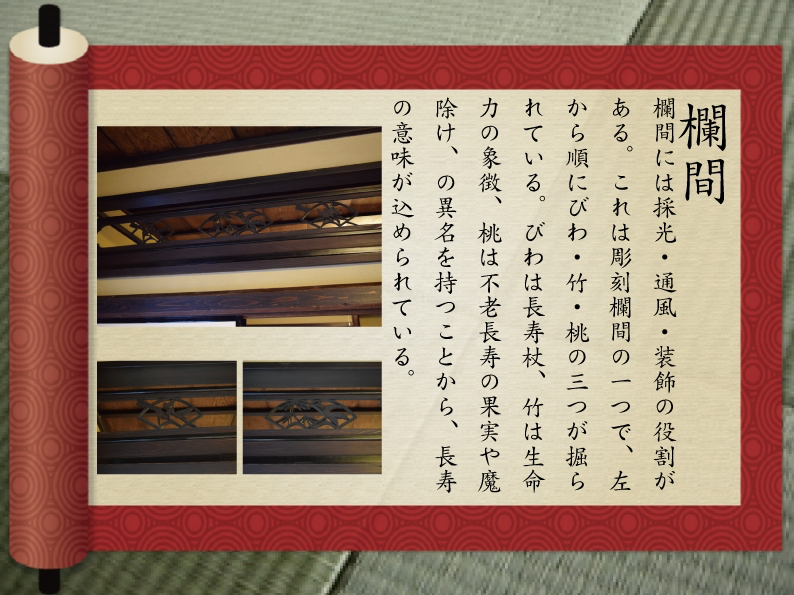 欄間
欄間には採光・通風・装飾の役割が
ある。これは彫刻欄間の一つで、左
から順にびわ・竹・桃の三つが掘ら
れている。びわは長寿杖、竹は生命
力の象徴、桃は不老長寿の果実や魔
除け、の異名を持つことから、長寿
の意味が込められている。